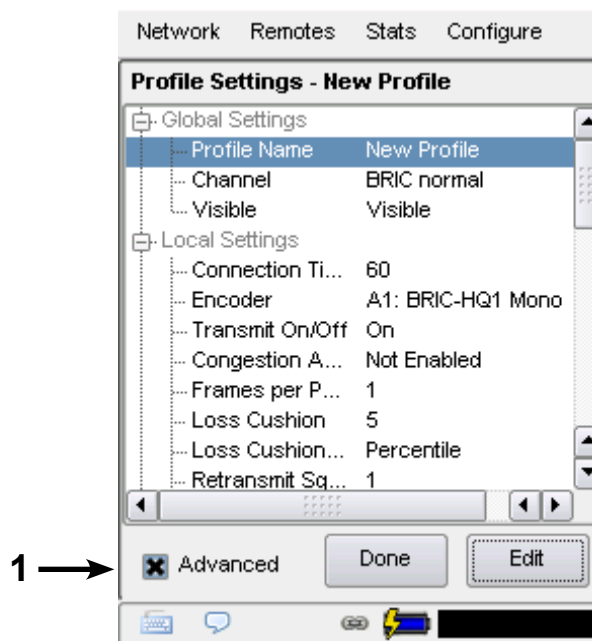 Network Remotes Stats Configure
Profile Settings - New Profile
Global Settings
Profile Name New Profile
Channel BRIC normal
Visible Visible
Local Settings
Connection Ti... 60
Encoder A1: BRIC-HQ1 Mono
Transmit On/Off On
Congestion A... Not Enabled
Frames per P... 1
Loss Cushion 5
Loss Cushion... Percentile
Retransmit Sq... 1
1 Advanced Done Edit